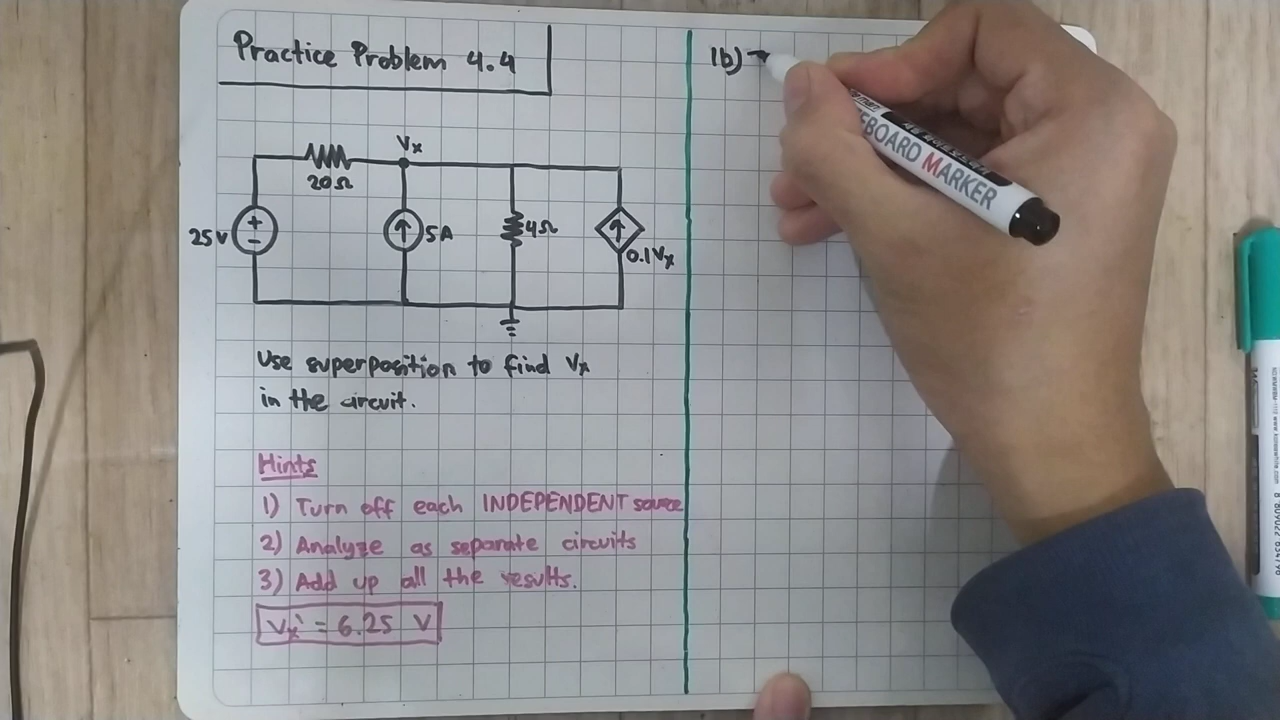 Practice Problem 4.4
Vx
20Ω
25V
5A
4Ω
0.1Vx
Use superposition to find Vx
in the circuit.
Hints
1) Turn off each INDEPENDENT source
2) Analyze as separate circuits
3) Add up all the results.
Vx' = 6.25 V
1b)
BOARD MARKER